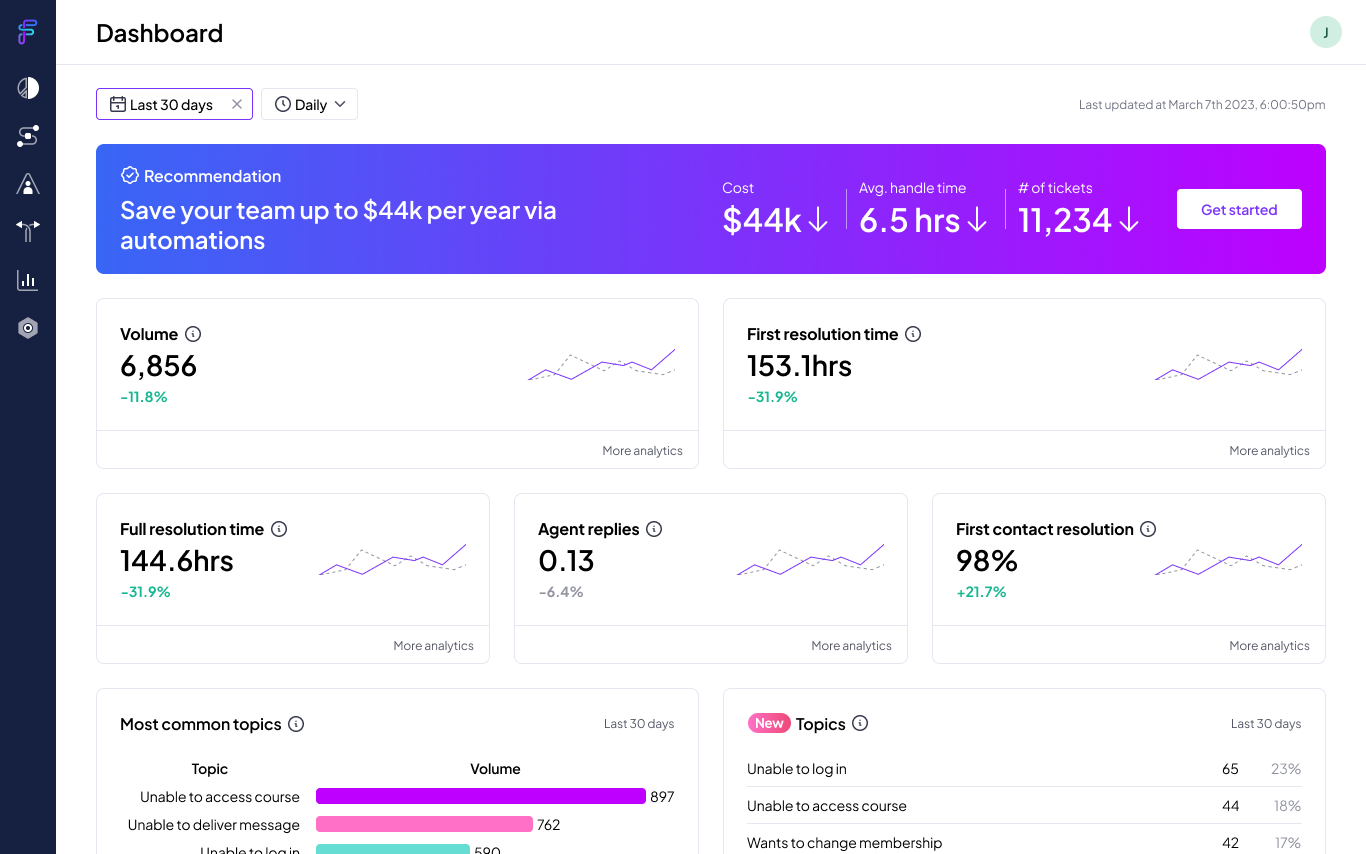 Dashboard
J
Last 30 days
Daily
Last updated at March 7th 2023, 6:00:50pm
Recommendation
Save your team up to $44k per year via
automations
Cost
$44k
Avg. handle time
6.5 hrs
# of tickets
11,234
Get started
Volume
6,856
-11.8%
More analytics
First resolution time
153.1hrs
-31.9%
More analytics
Full resolution time
144.6hrs
-31.9%
More analytics
Agent replies
0.13
-6.4%
More analytics
First contact resolution
98%
+21.7%
More analytics
Most common topics
Last 30 days
Topic Volume
Unable to access course 897
Unable to deliver message 762
Unable to log in 590
New Topics
Last 30 days
Unable to log in 65 23%
Unable to access course 44 18%
Wants to change membership 42 17%